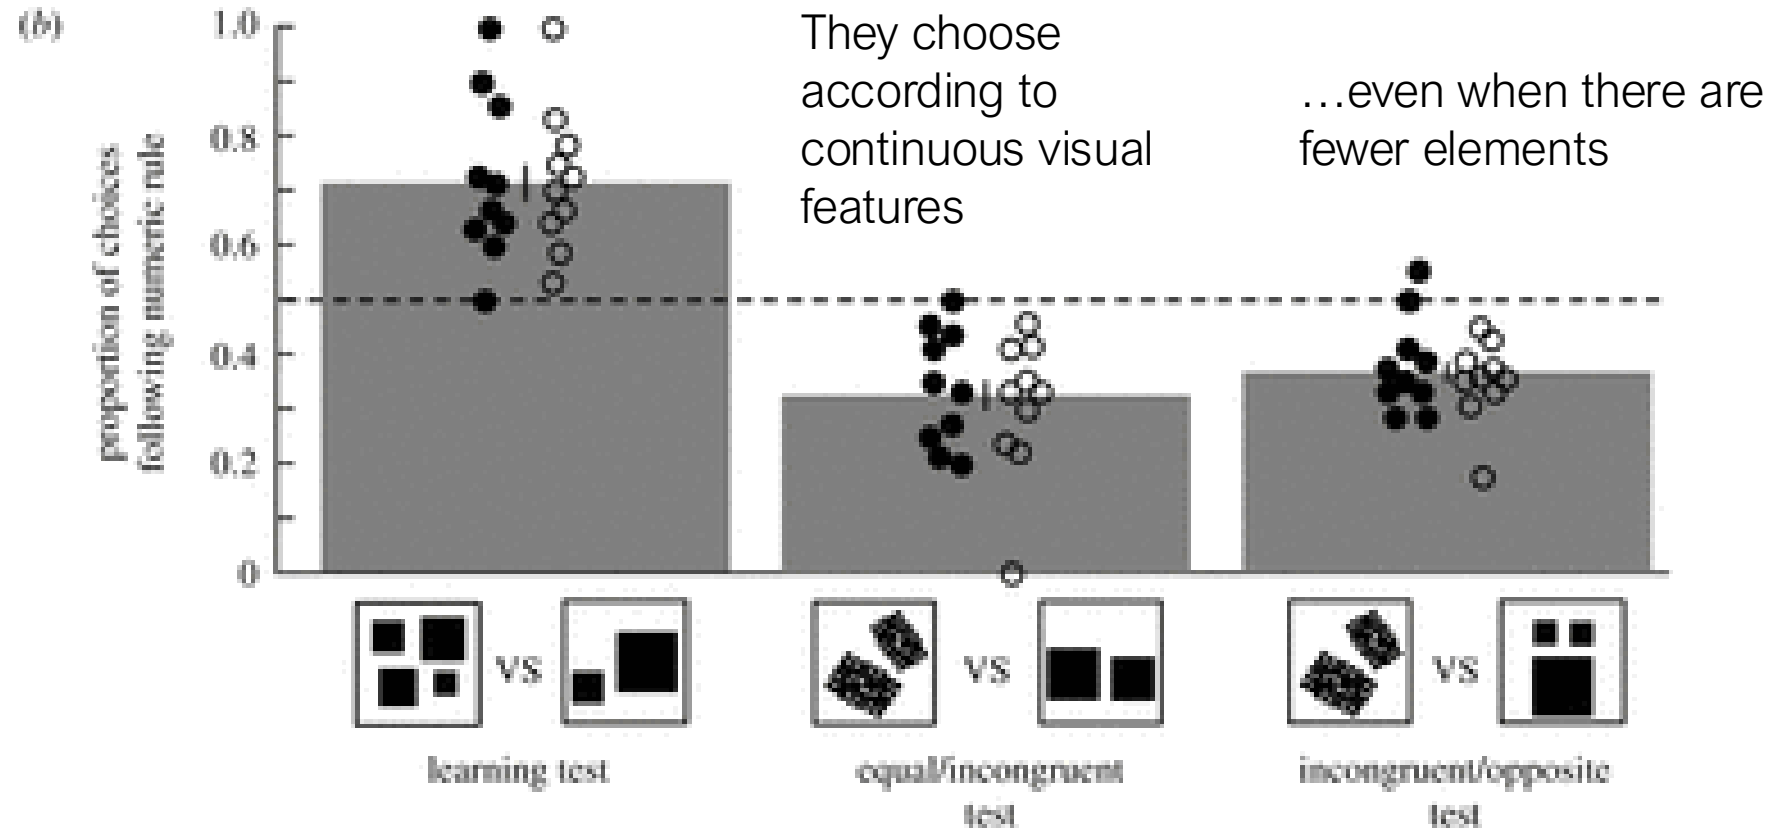 (b)
They choose
according to
continuous visual
features
…even when there are
fewer elements
proportion of choices
following numeric rule
1.0
0.8
0.6
0.4
0.2
0
vs
vs
vs
learning test
equal/incongruent
test
incongruent/opposite
test